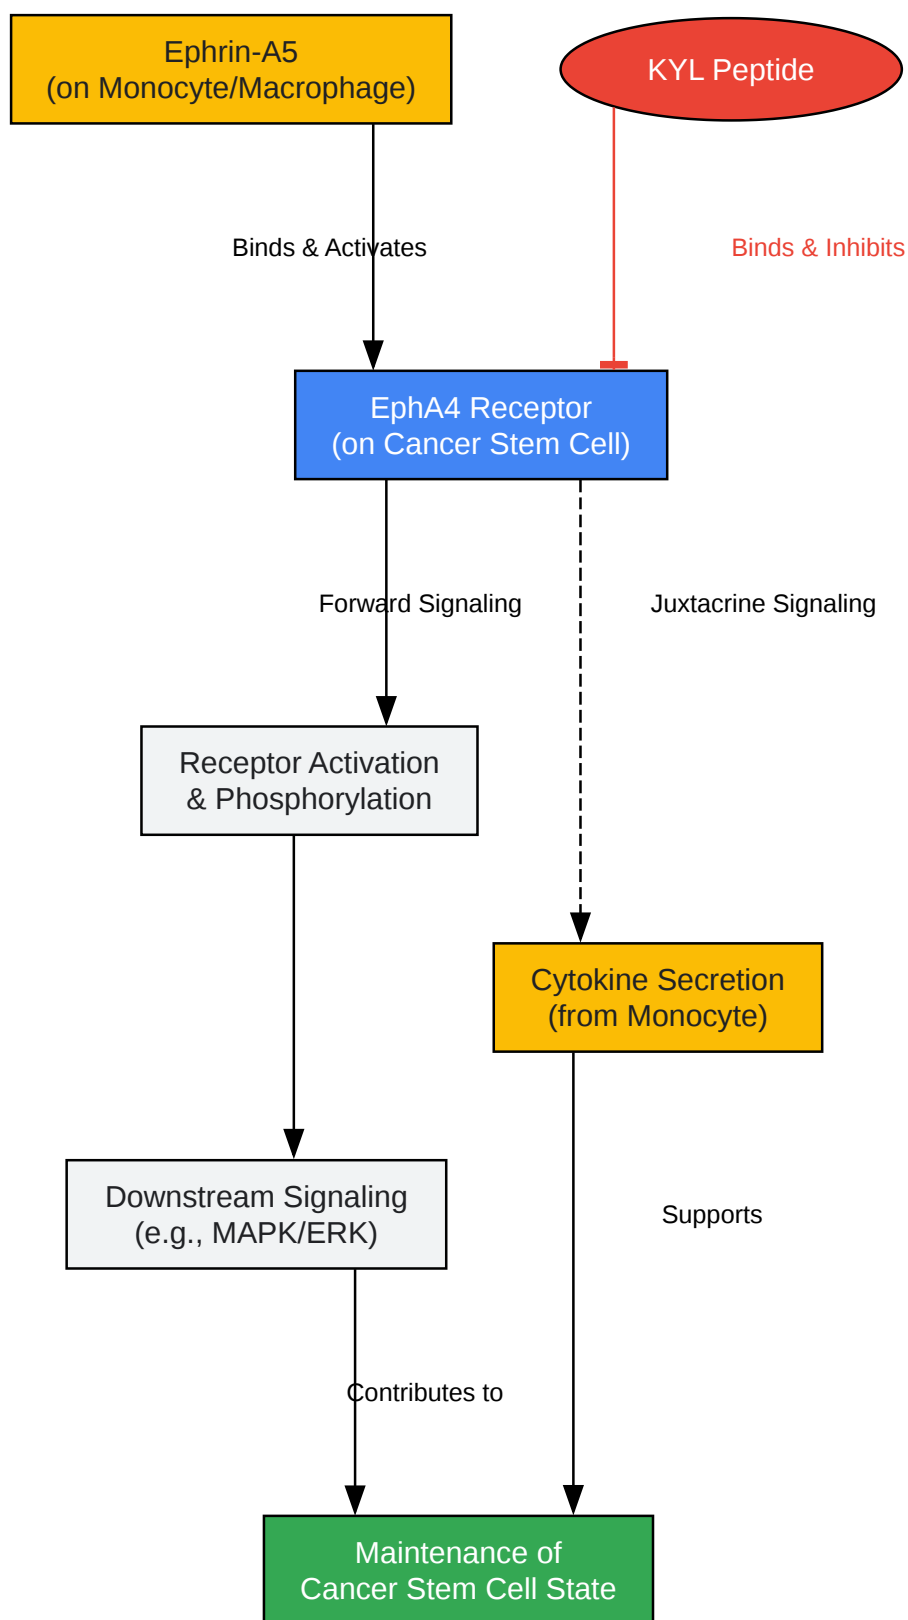 Ephrin-A5
(on Monocyte/Macrophage)
KYL Peptide
Binds & Activates
Binds & Inhibits
EphA4 Receptor
(on Cancer Stem Cell)
Forward Signaling
Juxtacrine Signaling
Receptor Activation
& Phosphorylation
Cytokine Secretion
(from Monocyte)
Downstream Signaling
(e.g., MAPK/ERK)
Supports
Contributes to
Maintenance of
Cancer Stem Cell State